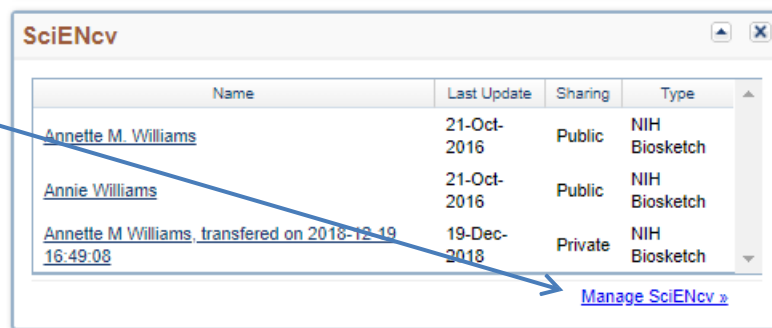 SciENcv
Name Last Update Sharing Type
Annette M. Williams 21-Oct-2016 Public NIH Biosketch
Annie Williams 21-Oct-2016 Public NIH Biosketch
Annette M Williams, transfered on 2018-12-19 16:49:08 19-Dec-2018 Private NIH Biosketch
Manage SciENcv »